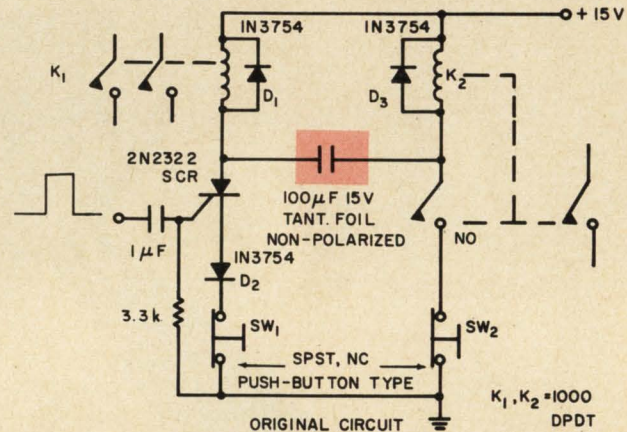 IN3754
IN3754
+ 15V
K1
D1
D3
K2
2N2322
SCR
100μF 15V
TANT. FOIL
NON-POLARIZED
1μF
IN3754
D2
NO
3.3k
SW1
SW2
SPST, NC
PUSH-BUTTON TYPE
K1, K2 = 1000
DPDT
ORIGINAL CIRCUIT